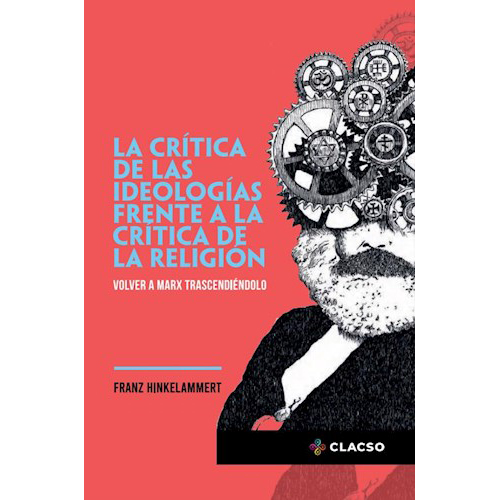 LA CRÍTICA
DE LAS
IDEOLOGÍAS
FRENTE A LA
CRÍTICA DE
LA RELIGIÓN
VOLVER A MARX TRASCENDIÉNDOLO
FRANZ HINKELAMMERT
CLACSO